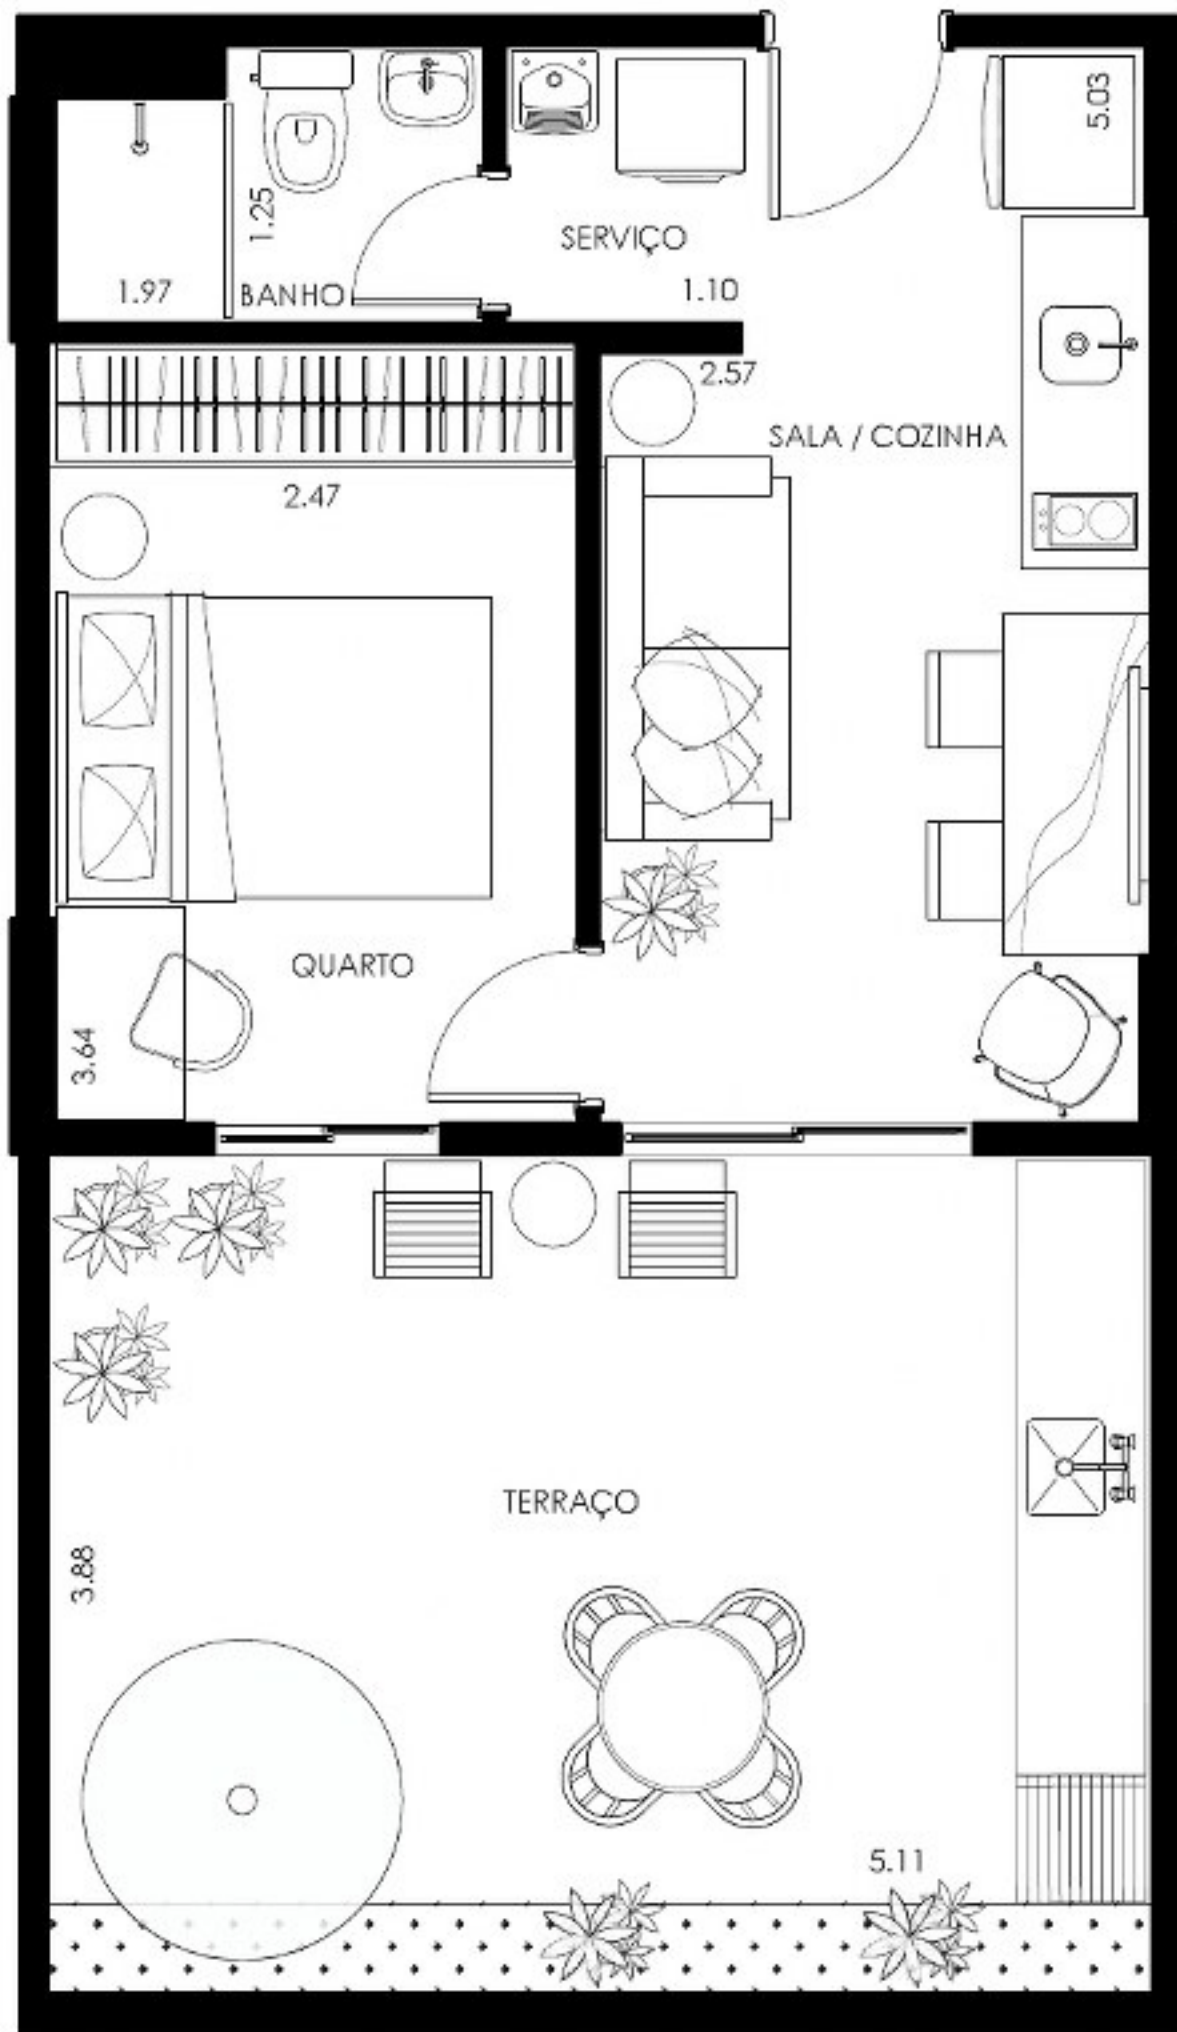 5.03
1.25
SERVIÇO
1.97
BANHO
1.10
2.57
SALA / COZINHA
2.47
QUARTO
3.64
TERRAÇO
3.88
5.11